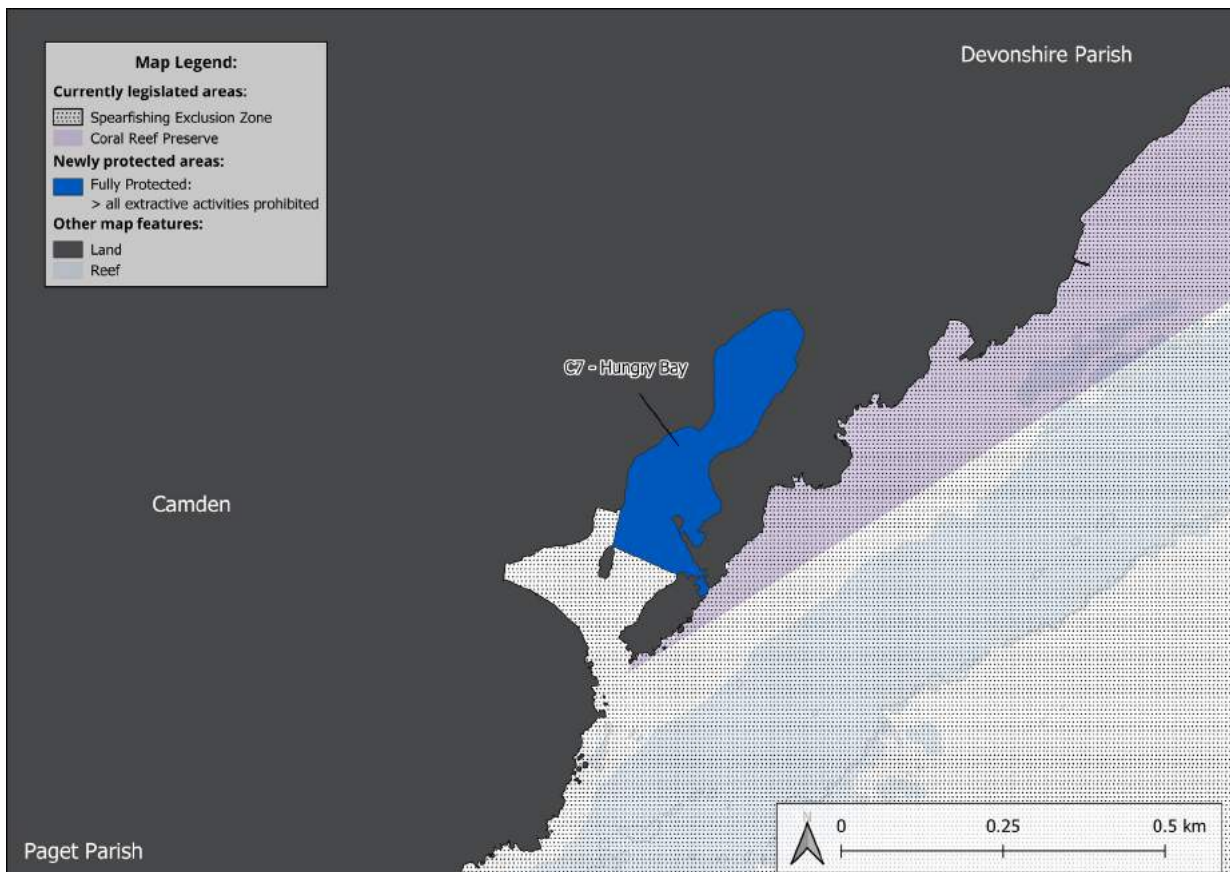 Map Legend:
Currently legislated areas:
Spearfishing Exclusion Zone
Coral Reef Preserve
Newly protected areas:
Fully Protected:
> all extractive activities prohibited
Other map features:
Land
Reef
Devonshire Parish
C7 - Hungry Bay
Camden
Paget Parish
N
0 0.25 0.5 km